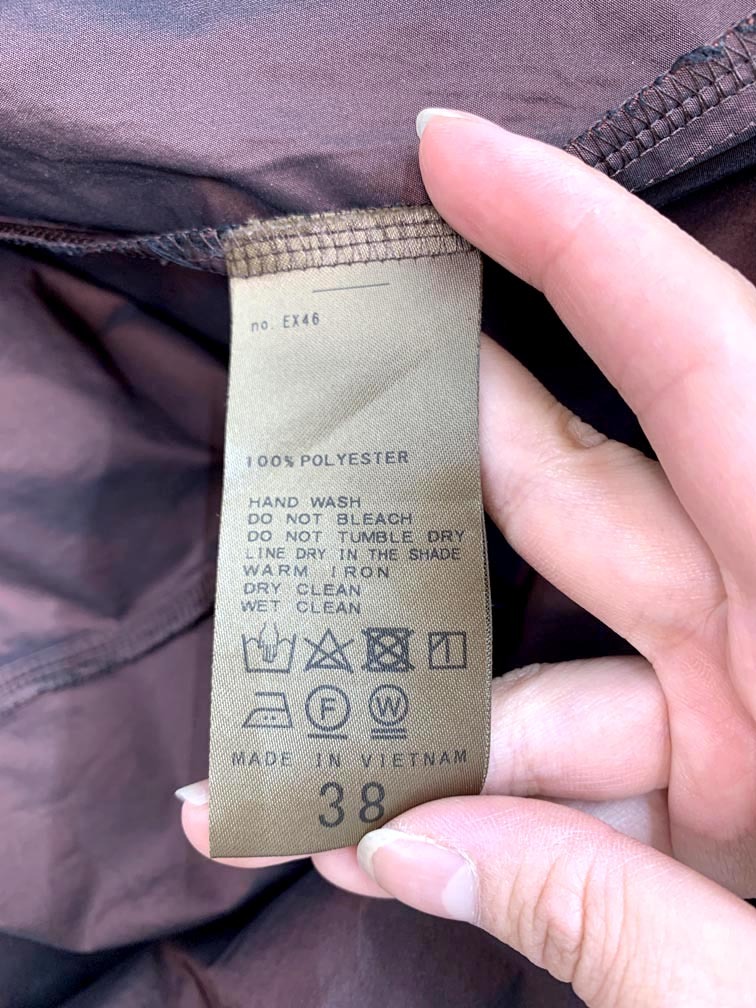 no. EX46
100% POLYESTER
HAND WASH
DO NOT BLEACH
DO NOT TUMBLE DRY
LINE DRY IN THE SHADE
WARM IRON
DRY CLEAN
WET CLEAN
F W
MADE IN VIETNAM
38